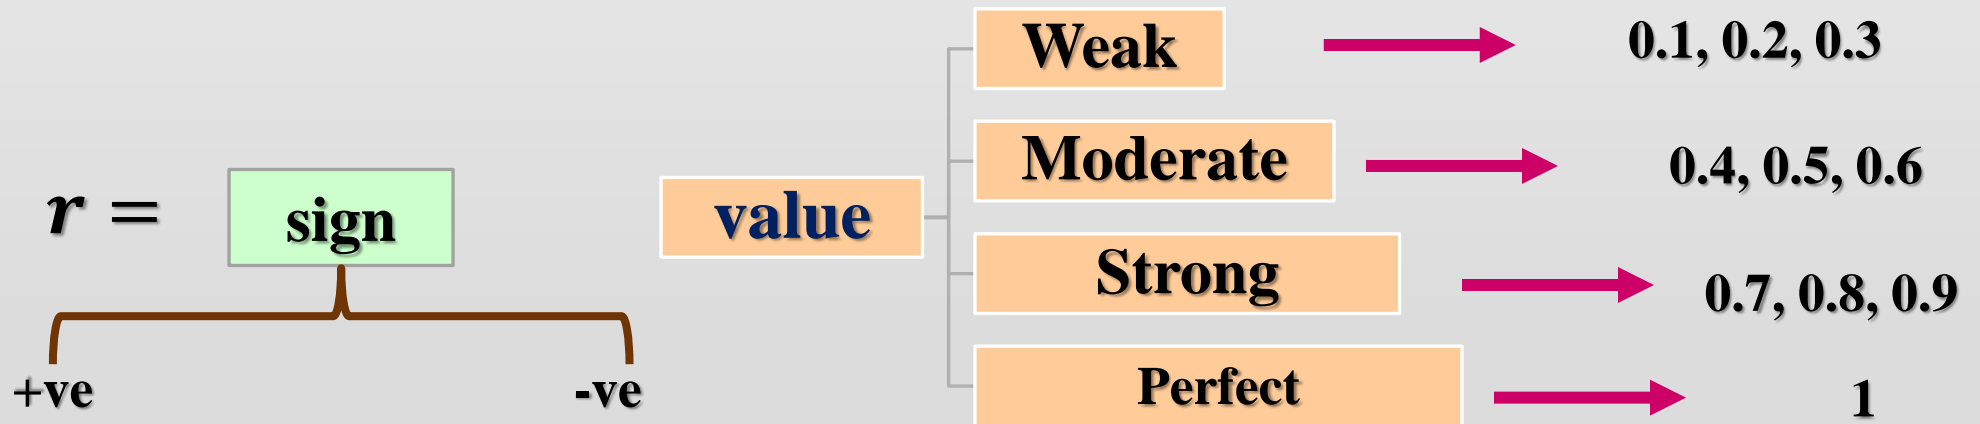 r =
sign
+ve
-ve
value
Weak
0.1, 0.2, 0.3
Moderate
0.4, 0.5, 0.6
Strong
0.7, 0.8, 0.9
Perfect
1